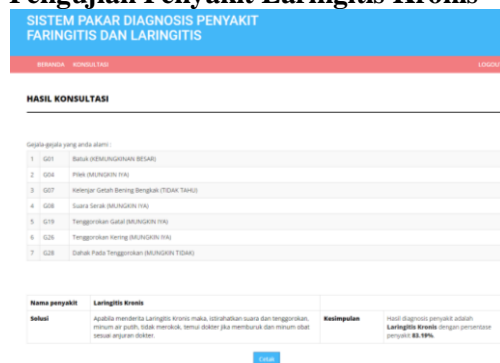 Pengujian Penyakit Laringitis Kronis
SISTEM PAKAR DIAGNOSIS PENYAKIT
FARINGITIS DAN LARINGITIS
BERANDA KONSULTASI LOGOUT
HASIL KONSULTASI
Gejala-gejala yang anda alami :
1 G01 Batuk (KEMUNGKINAN BESAR)
2 G04 Pilek (MUNGKIN IYA)
3 G07 Kelenjar Getah Bening Bengkak (TIDAK TAHU)
4 G08 Suara Serak (MUNGKIN IYA)
5 G19 Tenggorokan Gatal (MUNGKIN IYA)
6 G26 Tenggorokan Kering (MUNGKIN IYA)
7 G28 Dahak Pada Tenggorokan (MUNGKIN TIDAK)
Nama penyakit Laringitis Kronis
Solusi Apabila menderita Laringitis Kronis maka, istirahatkan suara dan tenggorokan, Kesimpulan Hasil diagnosis penyakit adalah
minum air putih, tidak merokok, temui dokter jika memburuk dan minum obat Laringitis Kronis dengan persentase
sesuai anjuran dokter. penyakit 83.19%.
Cetak